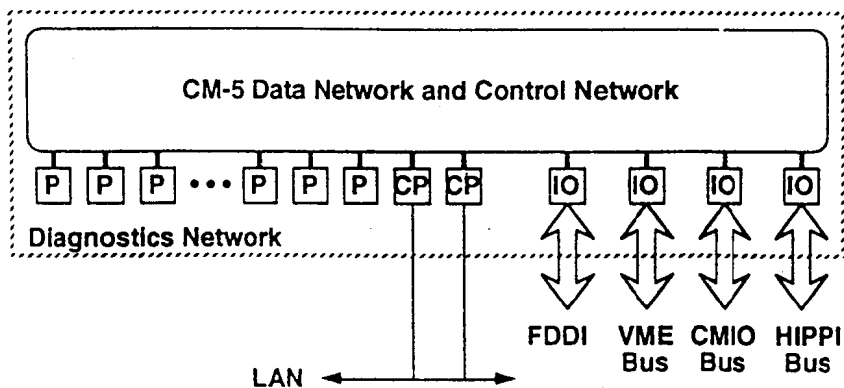 CM-5 Data Network and Control Network
P P P ••• P P P CP CP IO IO IO IO
Diagnostics Network
FDDI VME CMIO HIPPI
Bus Bus Bus
LAN